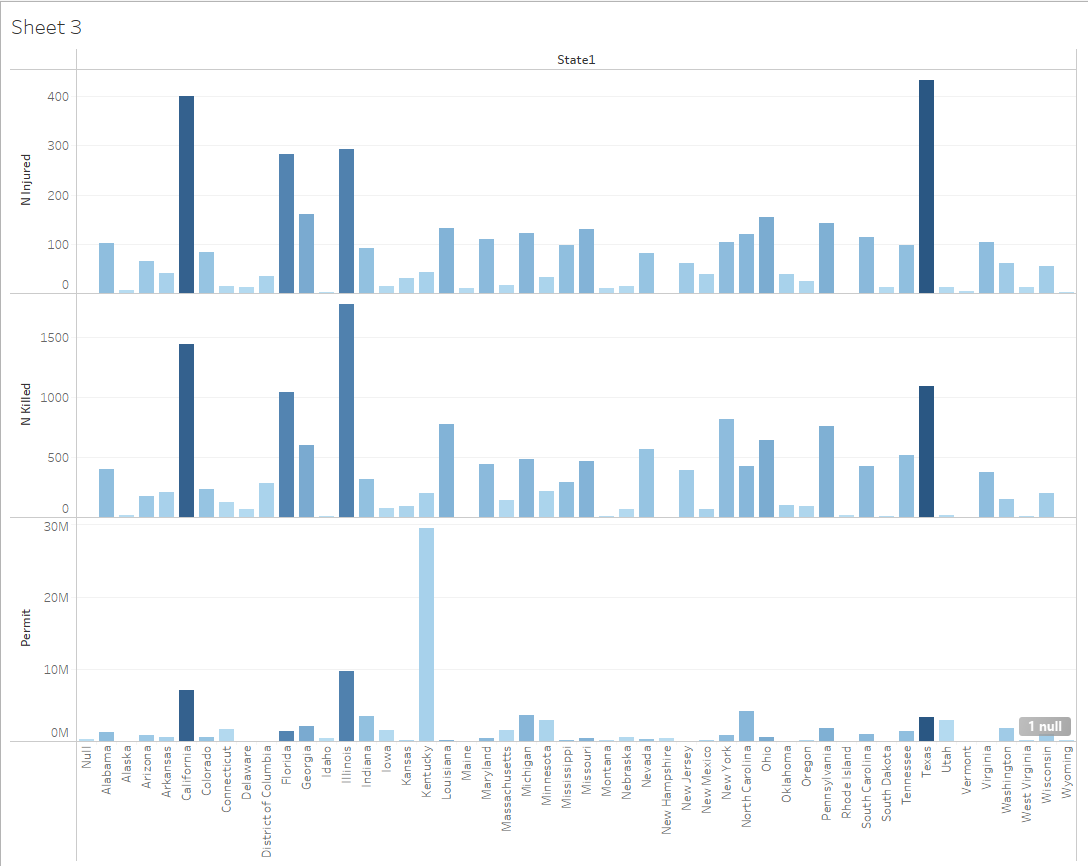 Sheet 3
State1
400
300
200
100
0
N Injured
1500
1000
500
0
N Killed
30M
20M
10M
0M
Permit
1 null
Null
Alabama
Alaska
Arizona
Arkansas
California
Colorado
Connecticut
Delaware
District of Columbia
Florida
Georgia
Idaho
Illinois
Indiana
Iowa
Kansas
Kentucky
Louisiana
Maine
Maryland
Massachusetts
Michigan
Minnesota
Mississippi
Missouri
Montana
Nebraska
Nevada
New Hampshire
New Jersey
New Mexico
New York
North Carolina
Ohio
Oklahoma
Oregon
Pennsylvania
Rhode Island
South Carolina
South Dakota
Tennessee
Texas
Utah
Vermont
Virginia
Washington
West Virginia
Wisconsin
Wyoming